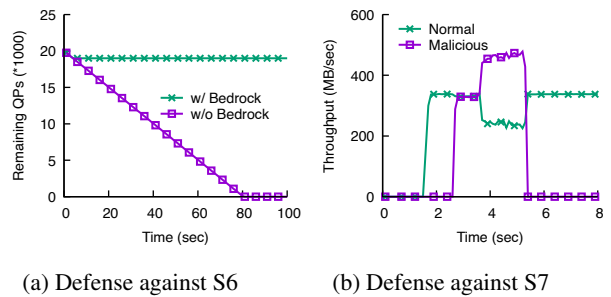 25
20
15
10
5
0
Remaining QPs (*1000)
w/ Bedrock
w/o Bedrock
0 20 40 60 80 100
Time (sec)
(a) Defense against S6
600
400
200
0
Throughput (MB/sec)
Normal
Malicious
0 2 4 6 8
Time (sec)
(b) Defense against S7